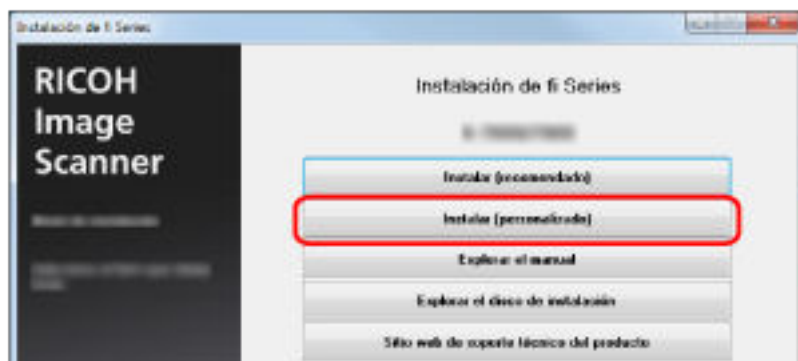 Instalación de fi Series
RICOH
Image
Scanner
Instalación de fi Series
Instalar (recomendado)
Instalar (personalizado)
Explorar el manual
Explorar el disco de instalación
Sitio web de soporte técnico del producto